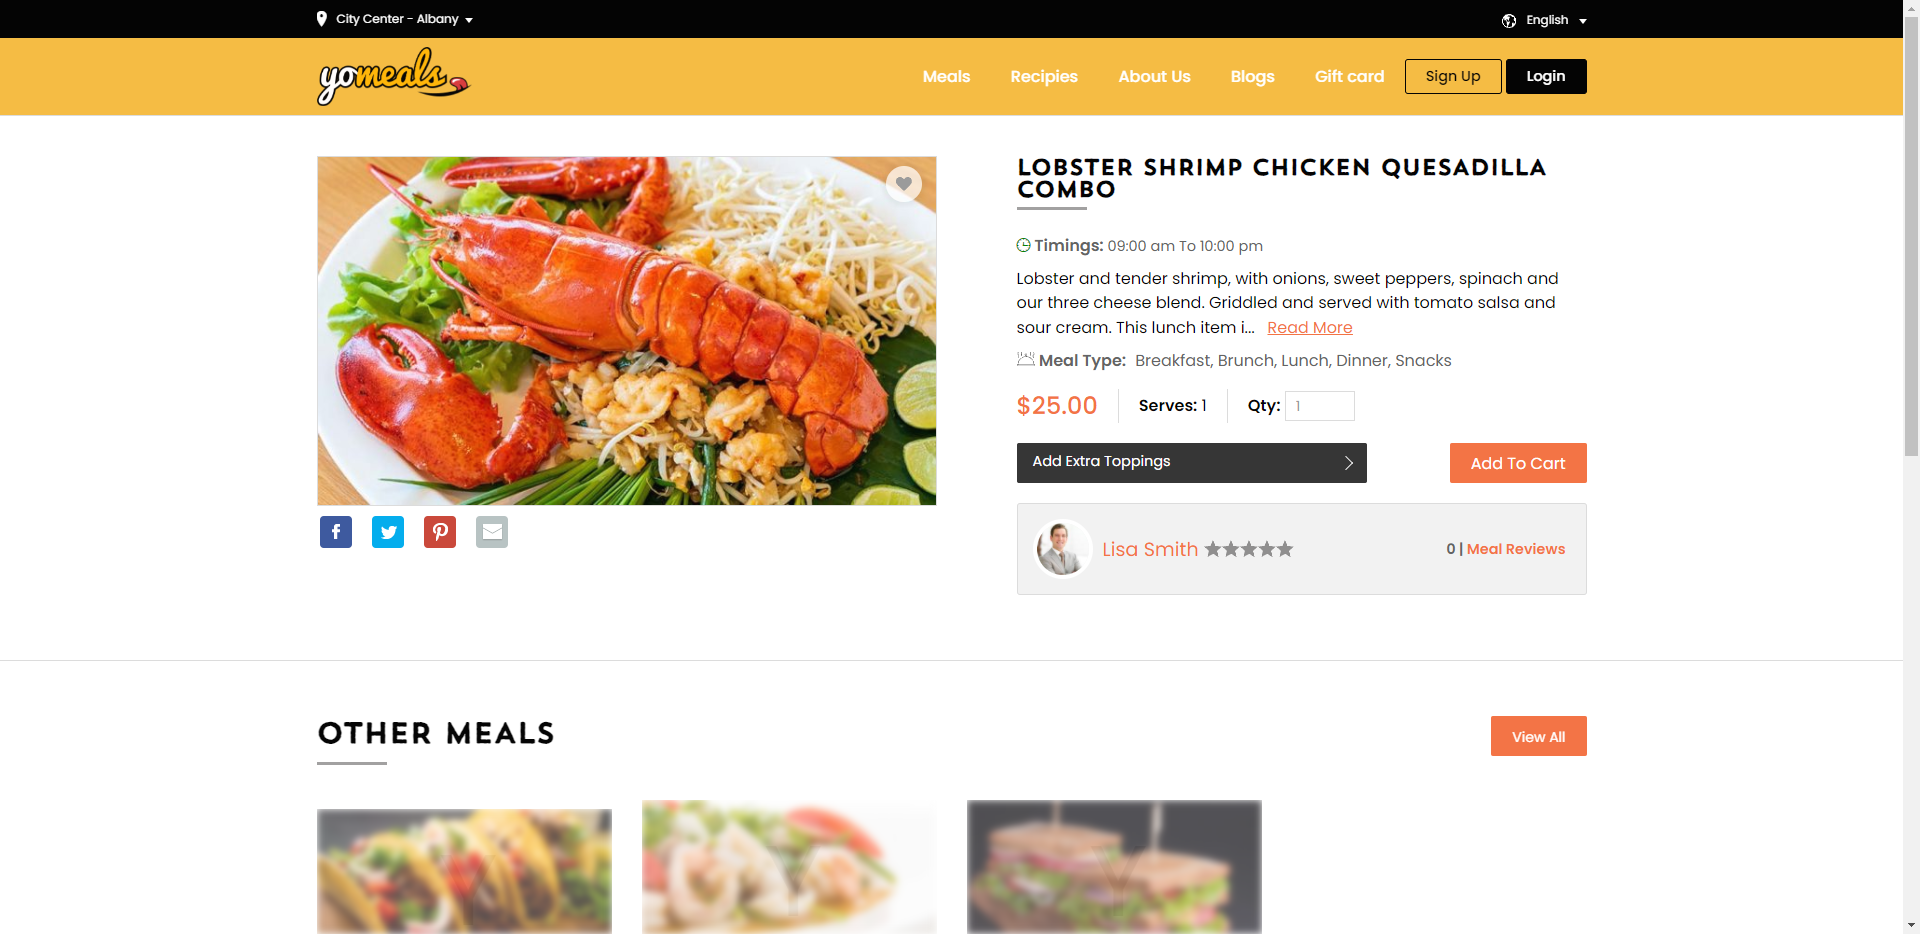 City Center - Albany
English
yomeals
Meals
Recipies
About Us
Blogs
Gift card
Sign Up
Login
LOBSTER SHRIMP CHICKEN QUESADILLA
COMBO
Timings: 09:00 am To 10:00 pm
Lobster and tender shrimp, with onions, sweet peppers, spinach and
our three cheese blend. Griddled and served with tomato salsa and
sour cream. This lunch item i... Read More
Meal Type: Breakfast, Brunch, Lunch, Dinner, Snacks
$25.00
Serves: 1
Qty: 1
Add Extra Toppings
Add To Cart
Lisa Smith
0 | Meal Reviews
OTHER MEALS
View All
Y
Y
Y